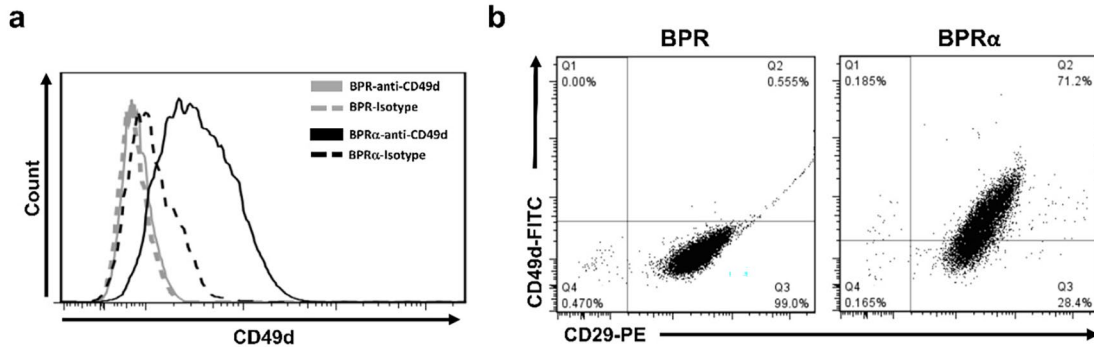 a
BPR-anti-CD49d
BPR-Isotype
BPRα-anti-CD49d
BPRα-Isotype
Count
CD49d
b
BPR
BPRα
Q1
0.00%
Q2
0.555%
Q4
0.470%
Q3
99.0%
Q1
0.185%
Q2
71.2%
Q4
0.165%
Q3
28.4%
CD49d-FITC
CD29-PE